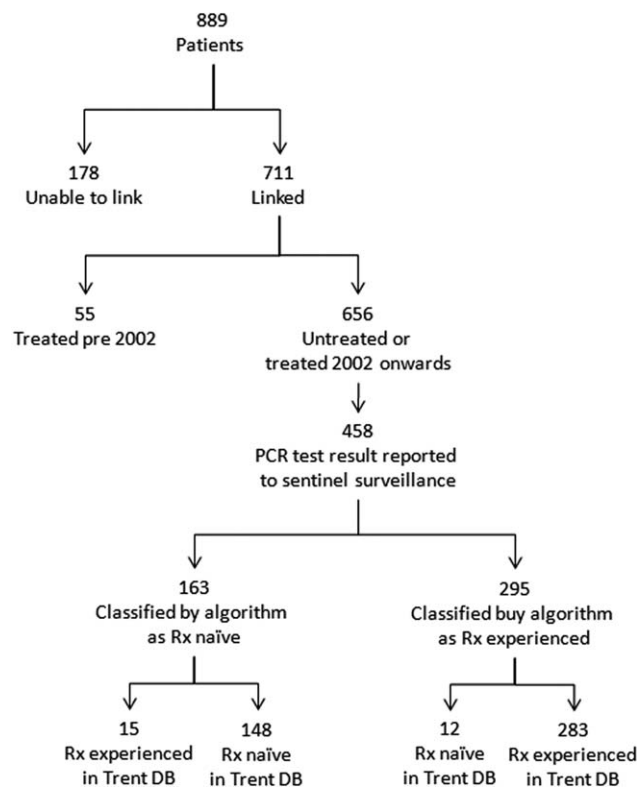 889
Patients
178
Unable to link
711
Linked
55
Treated pre 2002
656
Untreated or
treated 2002 onwards
458
PCR test result reported
to sentinel surveillance
163
Classified by algorithm
as Rx naïve
295
Classified buy algorithm
as Rx experienced
15
Rx experienced
in Trent DB
148
Rx naïve
in Trent DB
12
Rx naïve
in Trent DB
283
Rx experienced
in Trent DB